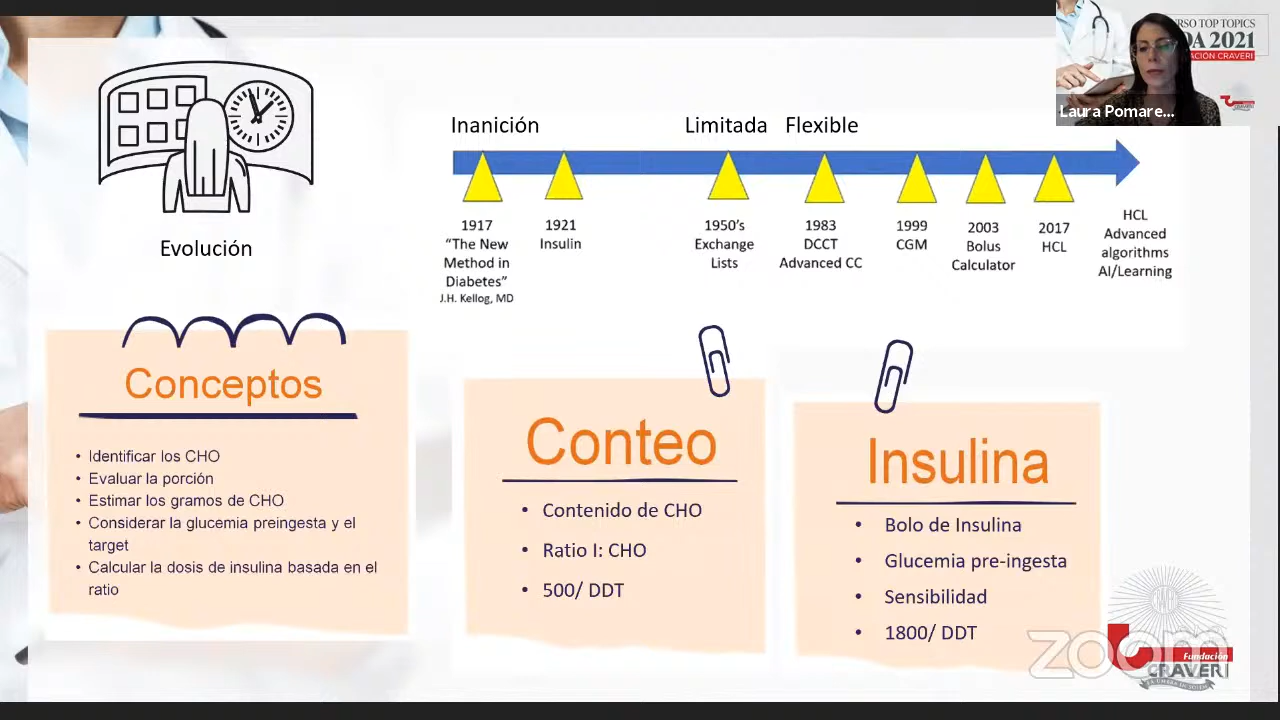 RSO TOP TOPICS
DA 2021
ACIÓN CRAVERI
Laura Pomare...
Evolución
Inanición
Limitada
Flexible
1917
“The New
Method in
Diabetes”
J.H. Kellog, MD
1921
Insulin
1950’s
Exchange
Lists
1983
DCCT
Advanced CC
1999
CGM
2003
Bolus
Calculator
2017
HCL
HCL
Advanced
algorithms
AI/Learning
Conceptos
• Identificar los CHO
• Evaluar la porción
• Estimar los gramos de CHO
• Considerar la glucemia preingesta y el
target
• Calcular la dosis de insulina basada en el
ratio
Conteo
• Contenido de CHO
• Ratio I: CHO
• 500/ DDT
Insulina
• Bolo de Insulina
• Glucemia pre-ingesta
• Sensibilidad
• 1800/ DDT
zoom
Fundación
CRAVERI